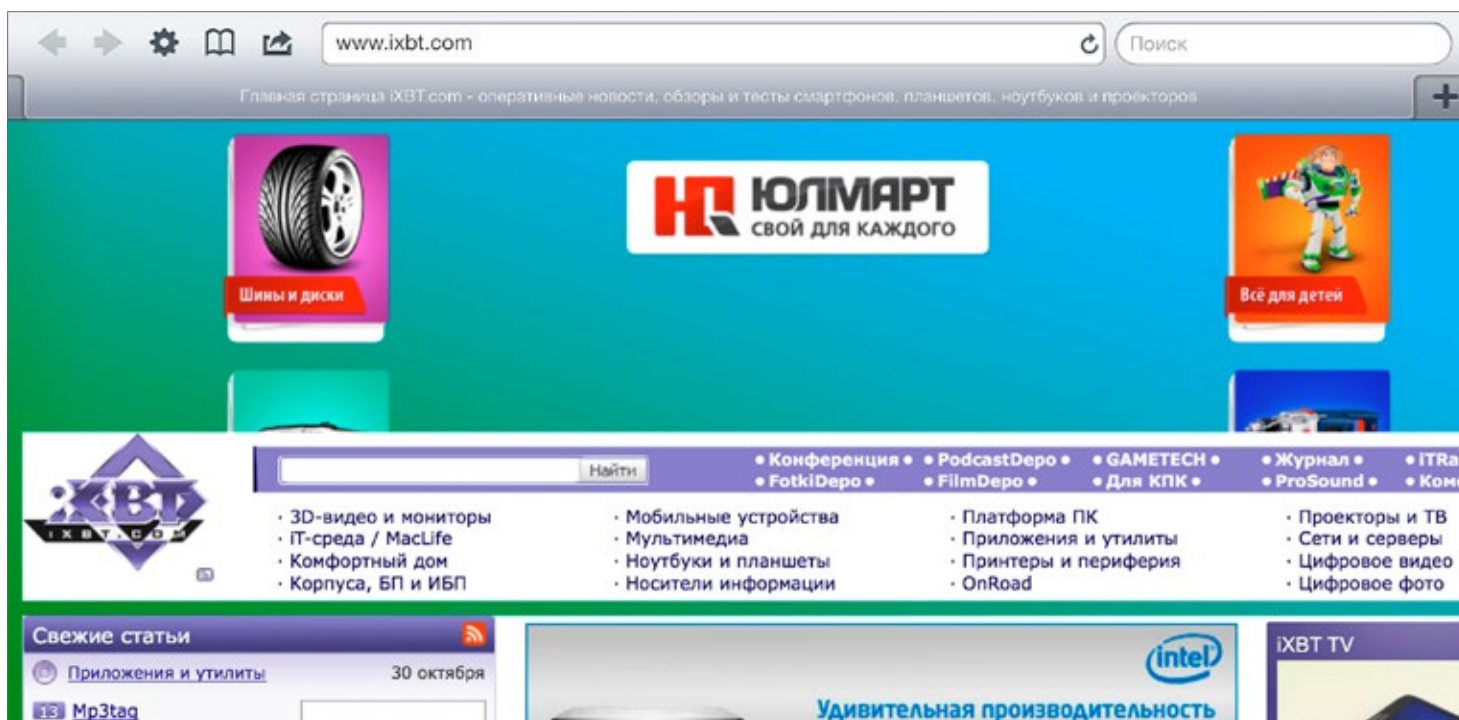 www.ixbt.com
Поиск
Главная страница iXBT.com - оперативные новости, обзоры и тесты смартфонов, планшетов, ноутбуков и проекторов
ЮЛМАРТ
СВОЙ ДЛЯ КАЖДОГО
Шины и диски
Всё для детей
Найти
• Конференция • • PodcastDepo • • GAMETECH • • Журнал • • iTRa
• FotkiDepo • • FilmDepo • • Для КПК • • ProSound • • Ком
iXBT
IXBT.COM
· 3D-видео и мониторы
· iT-среда / MacLife
· Комфортный дом
· Корпуса, БП и ИБП
· Мобильные устройства
· Мультимедиа
· Ноутбуки и планшеты
· Носители информации
· Платформа ПК
· Приложения и утилиты
· Принтеры и периферия
· OnRoad
· Проекторы и ТВ
· Сети и серверы
· Цифровое видео
· Цифровое фото
Свежие статьи
Приложения и утилиты 30 октября
13 Mp3tag
intel
Удивительная производительность
iXBT TV